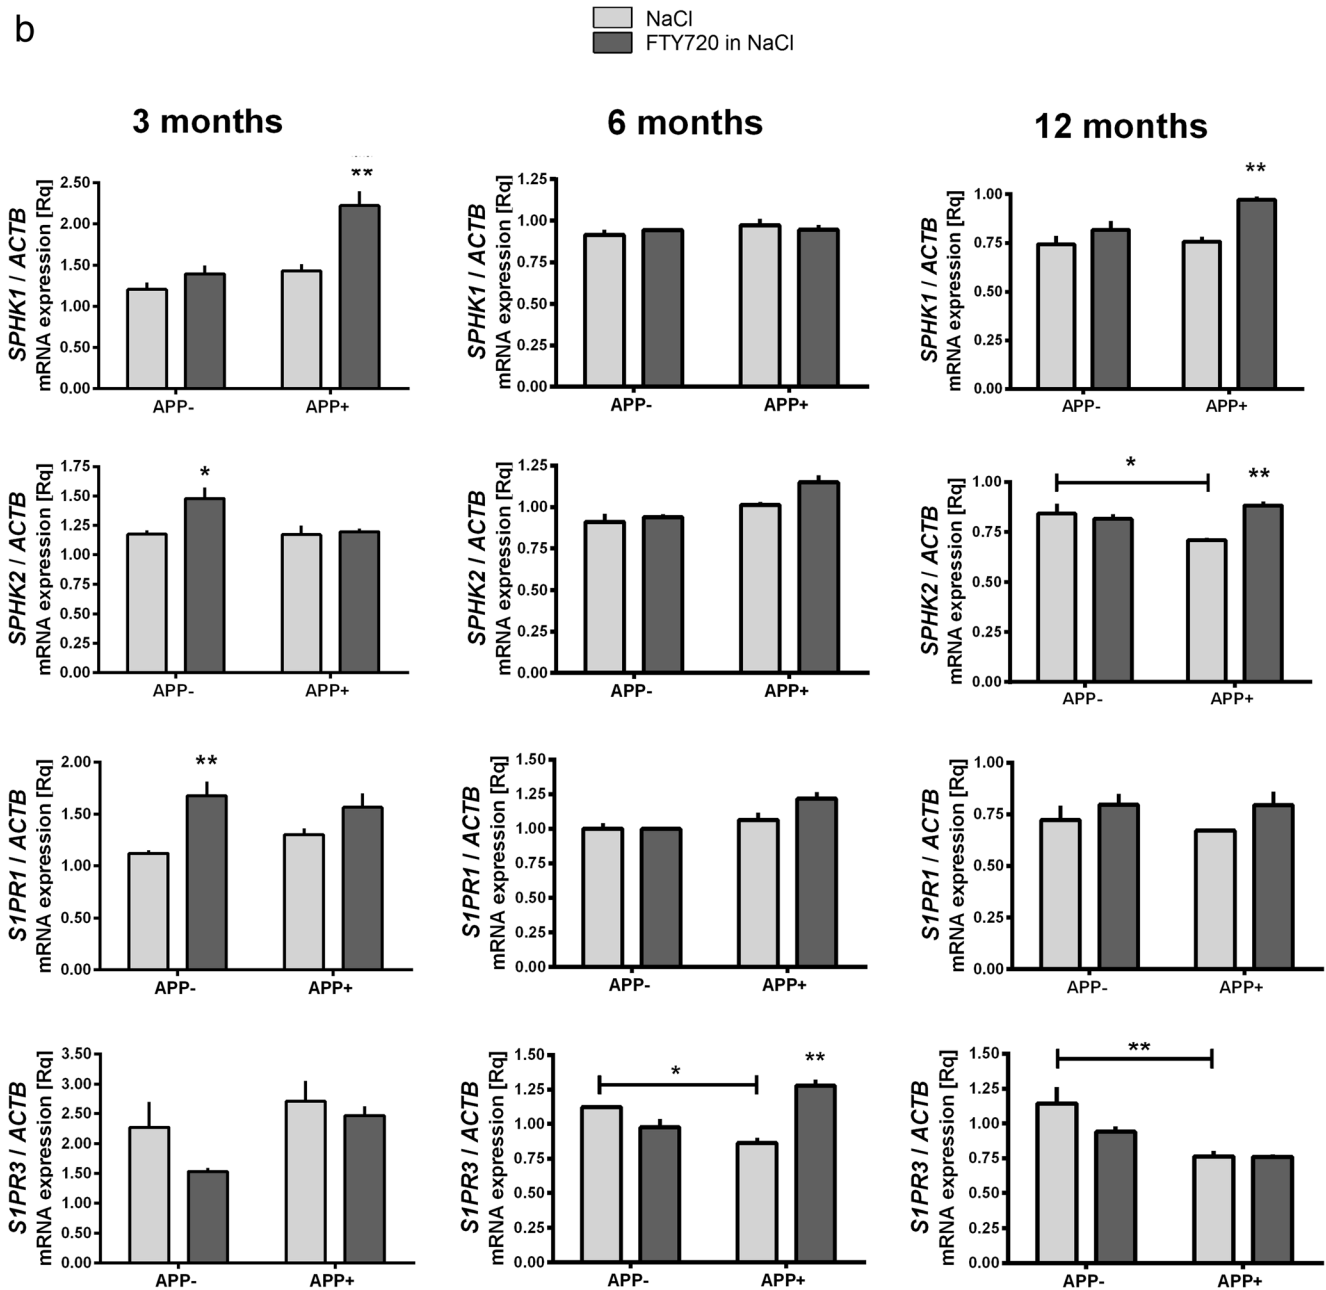 b
NaCl
FTY720 in NaCl
3 months
6 months
12 months
SPHK1 / ACTB
mRNA expression [Rq]
2.50
2.00
1.50
1.00
0.50
0.00
**
APP-
APP+
SPHK1 / ACTB
mRNA expression [Rq]
1.25
1.00
0.75
0.50
0.25
0.00
APP-
APP+
SPHK1 / ACTB
mRNA expression [Rq]
1.00
0.75
0.50
0.25
0.00
**
APP-
APP+
SPHK2 / ACTB
mRNA expression [Rq]
1.75
1.50
1.25
1.00
0.75
0.50
0.25
0.00
*
APP-
APP+
SPHK2 / ACTB
mRNA expression [Rq]
1.25
1.00
0.75
0.50
0.25
0.00
APP-
APP+
SPHK2 / ACTB
mRNA expression [Rq]
1.00
0.75
0.50
0.25
0.00
*
**
APP-
APP+
S1PR1 / ACTB
mRNA expression [Rq]
2.00
1.50
1.00
0.50
0.00
**
APP-
APP+
S1PR1 / ACTB
mRNA expression [Rq]
1.50
1.25
1.00
0.75
0.50
0.25
0.00
APP-
APP+
S1PR1 / ACTB
mRNA expression [Rq]
1.00
0.75
0.50
0.25
0.00
APP-
APP+
S1PR3 / ACTB
mRNA expression [Rq]
3.50
3.00
2.50
2.00
1.50
1.00
0.50
0.00
APP-
APP+
S1PR3 / ACTB
mRNA expression [Rq]
1.50
1.25
1.00
0.75
0.50
0.25
0.00
*
**
APP-
APP+
S1PR3 / ACTB
mRNA expression [Rq]
1.50
1.25
1.00
0.75
0.50
0.25
0.00
**
APP-
APP+